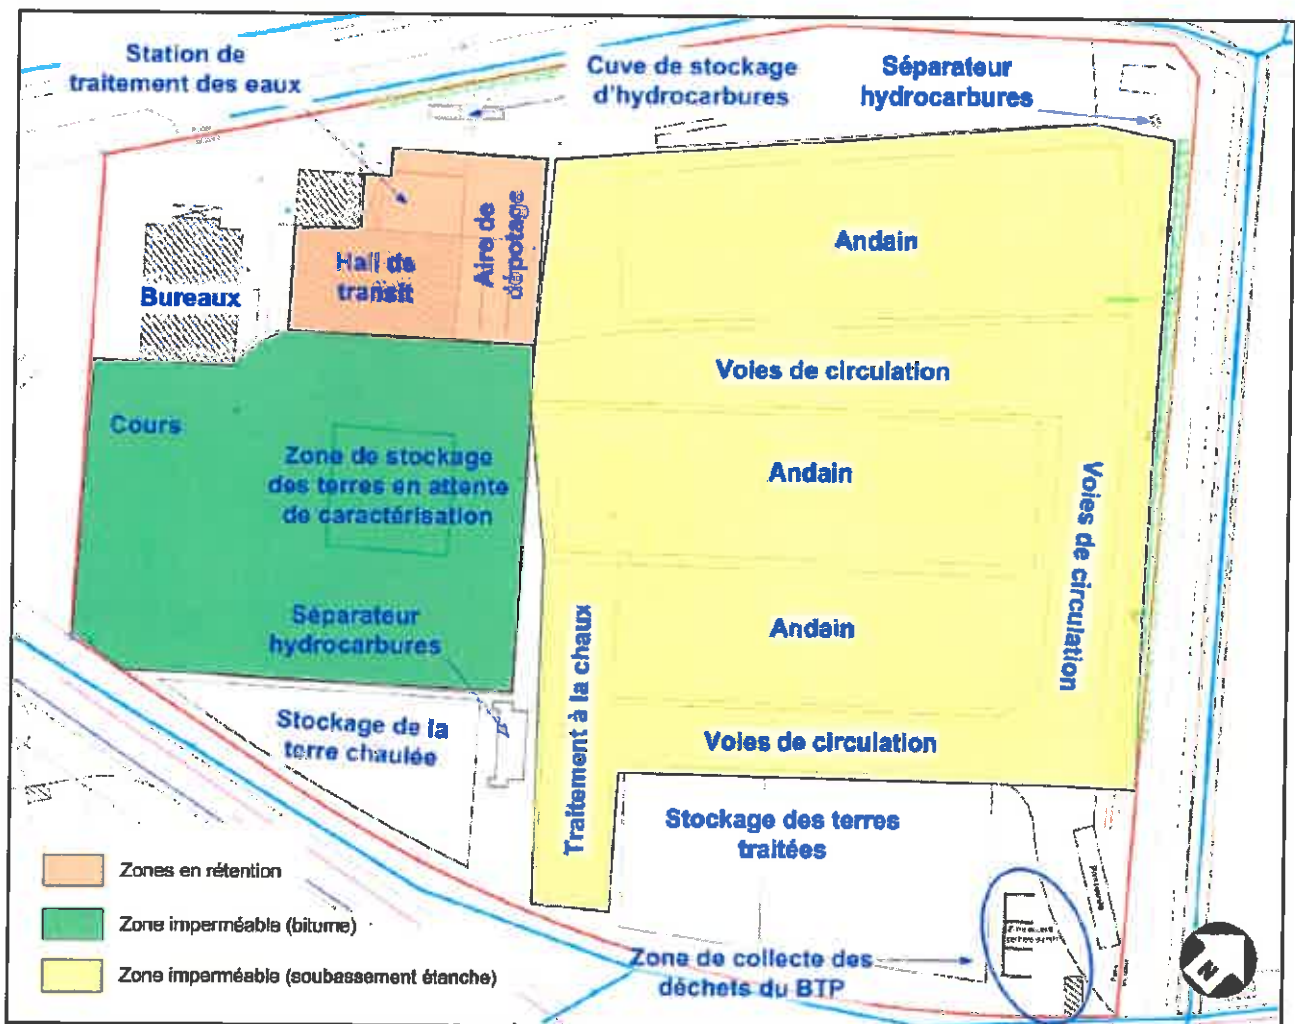 Station de
traitement des eaux
Cuve de stockage
d'hydrocarbures
Séparateur
hydrocarbures
Andain
Hall de
transit
Aire de
dépotage
Bureaux
Voies de circulation
Cours
Zone de stockage
des terres en attente
de caractérisation
Andain
Voies de circulation
Séparateur
hydrocarbures
Traitement à la chaux
Andain
Stockage de la
terre chaulée
Voies de circulation
Stockage des terres
traitées
Zones en rétention
Zone imperméable (bitume)
Zone imperméable (soubassement étanche)
Zone de collecte des
déchets du BTP
N